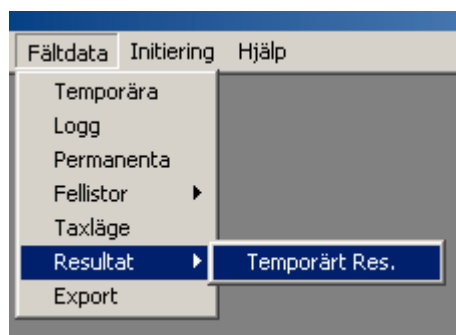 Fältdata Initiering Hjälp
Temporära
Logg
Permanenta
Fellistor
Taxläge
Resultat Temporärt Res.
Export